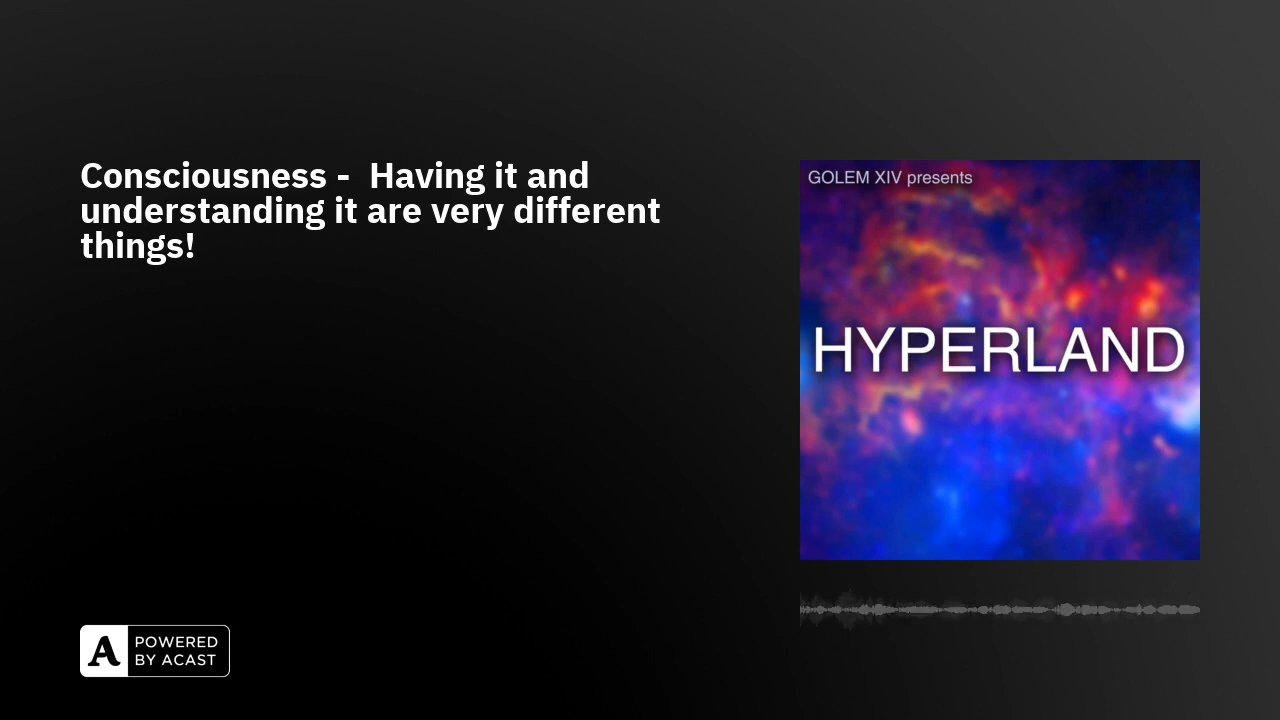 Consciousness -  Having it and
understanding it are very different
things!
GOLEM XIV presents
HYPERLAND
A
POWERED
BY ACAST